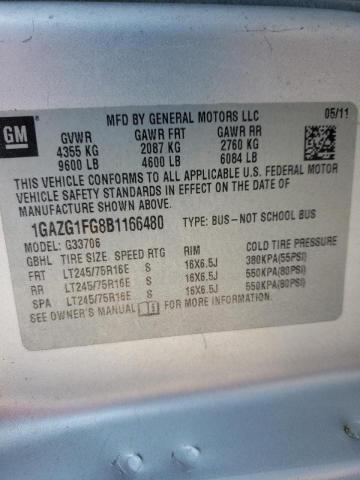 GM
MFD BY GENERAL MOTORS LLC 05/11
GVWR GAWR FRT GAWR RR
4355 KG 2087 KG 2760 KG
9600 LB 4600 LB 6084 LB
THIS VEHICLE CONFORMS TO ALL APPLICABLE U.S. FEDERAL MOTOR
VEHICLE SAFETY STANDARDS IN EFFECT ON THE DATE OF
MANUFACTURE SHOWN ABOVE.
1GAZG1FG8B1166480 TYPE: BUS-NOT SCHOOL BUS
MODEL: G33706
GBHL TIRE SIZE SPEED RTG RIM COLD TIRE PRESSURE
FRT LT245/75R16E S 16X6.5J 380KPA(55PSI)
RR LT245/75R16E S 16X6.5J 550KPA(80PSI)
SPA LT245/75R16E S 16X6.5J 550KPA(80PSI)
SEE OWNER'S MANUAL